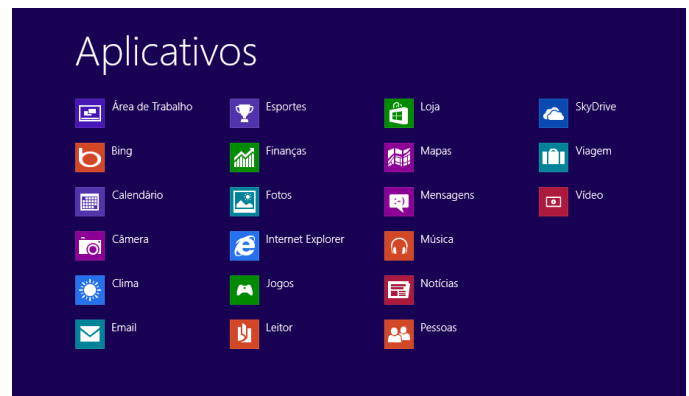 Aplicativos
Área de Trabalho
Bing
Calendário
Câmera
Clima
Email
Esportes
Finanças
Fotos
Internet Explorer
Jogos
Leitor
Loja
Mapas
Mensagens
Música
Notícias
Pessoas
SkyDrive
Viagem
Vídeo